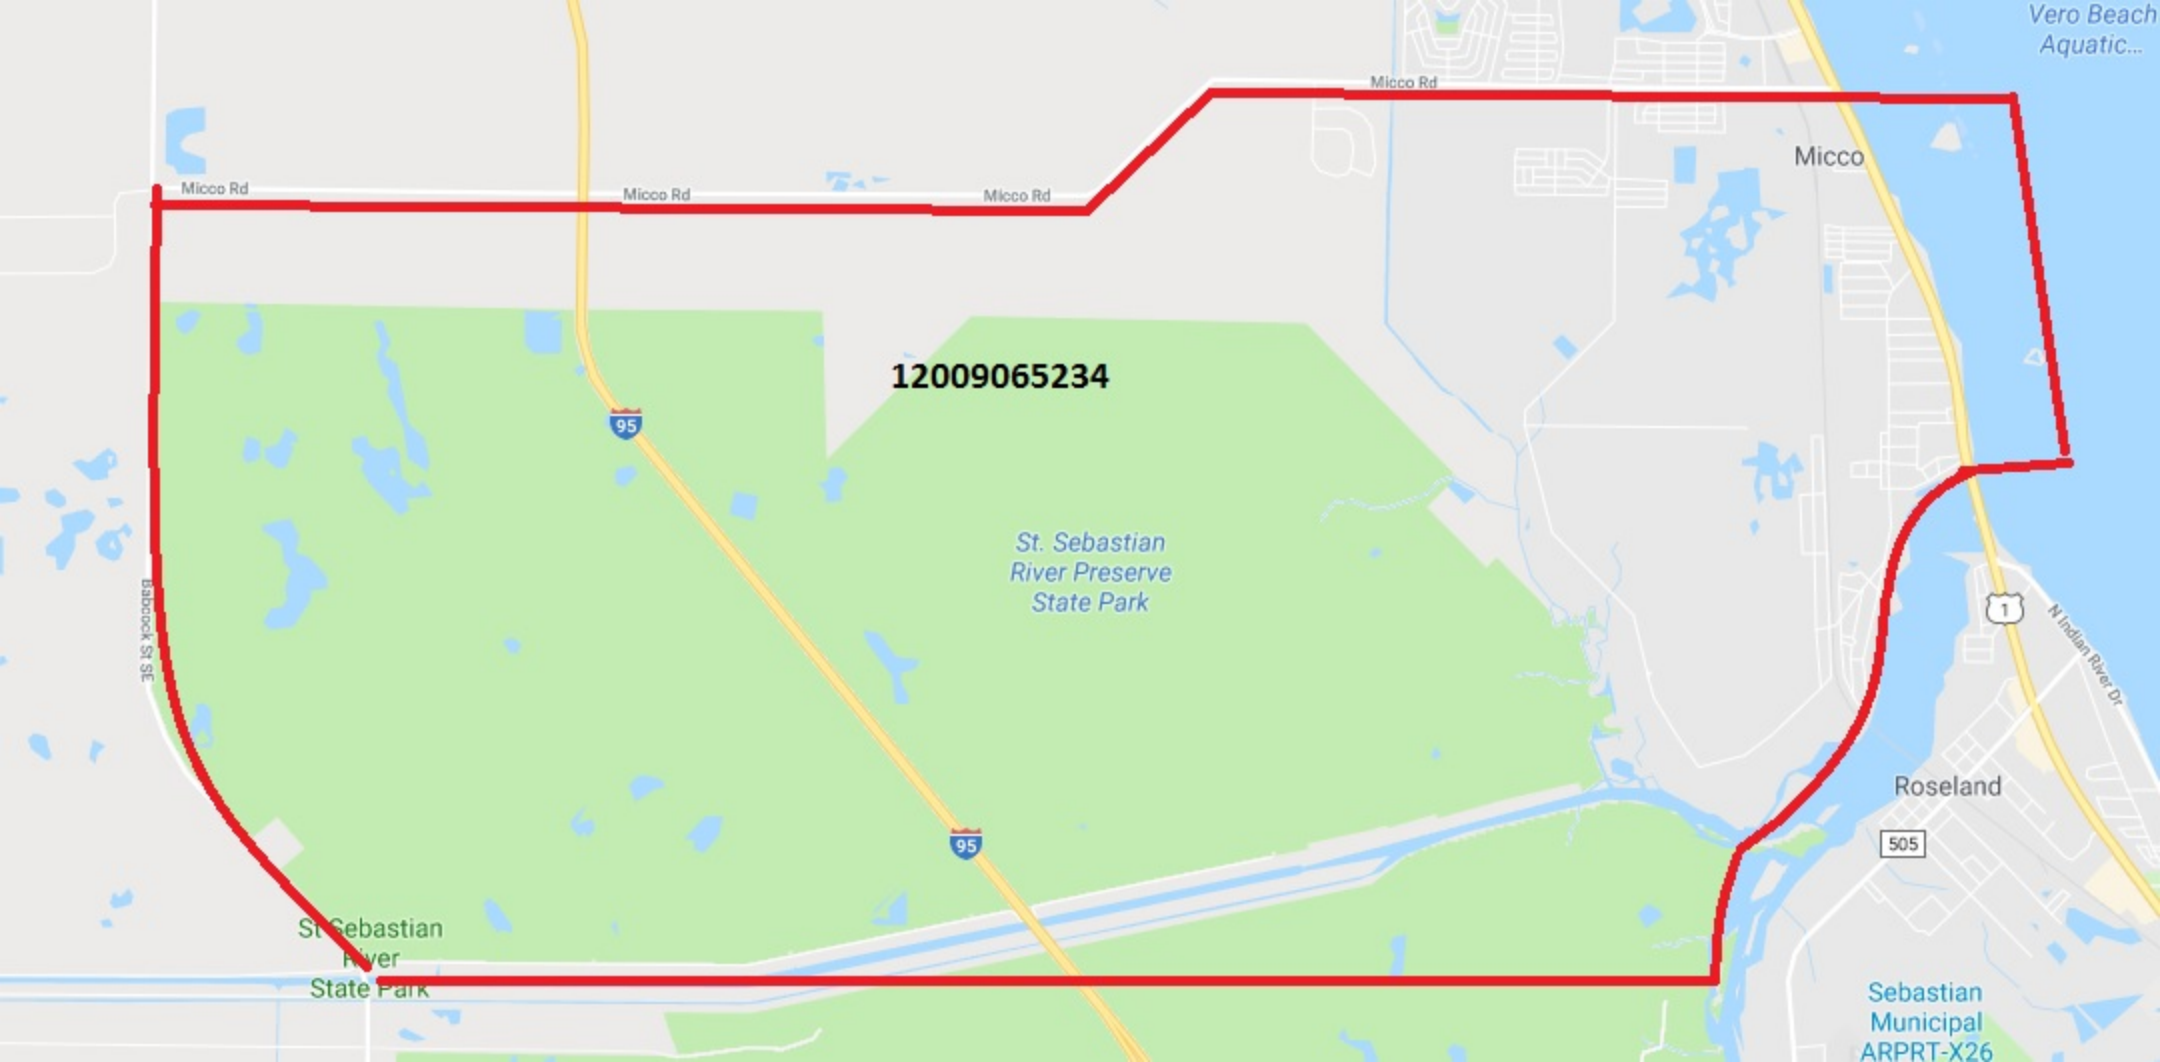 Vero Beach
Aquatic...
Micco Rd
Micco
Micco Rd
Micco Rd
Micco Rd
12009065234
95
St. Sebastian
River Preserve
State Park
Babcock St SE
1
N Indian River Dr
Roseland
95
505
St Sebastian
River
State Park
Sebastian
Municipal
ARPRT-X26